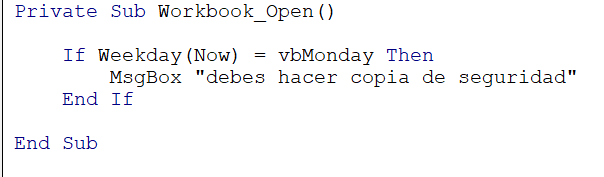 Private Sub Workbook_Open()
If Weekday(Now) = vbMonday Then
MsgBox "debes hacer copia de seguridad"
End If
End Sub